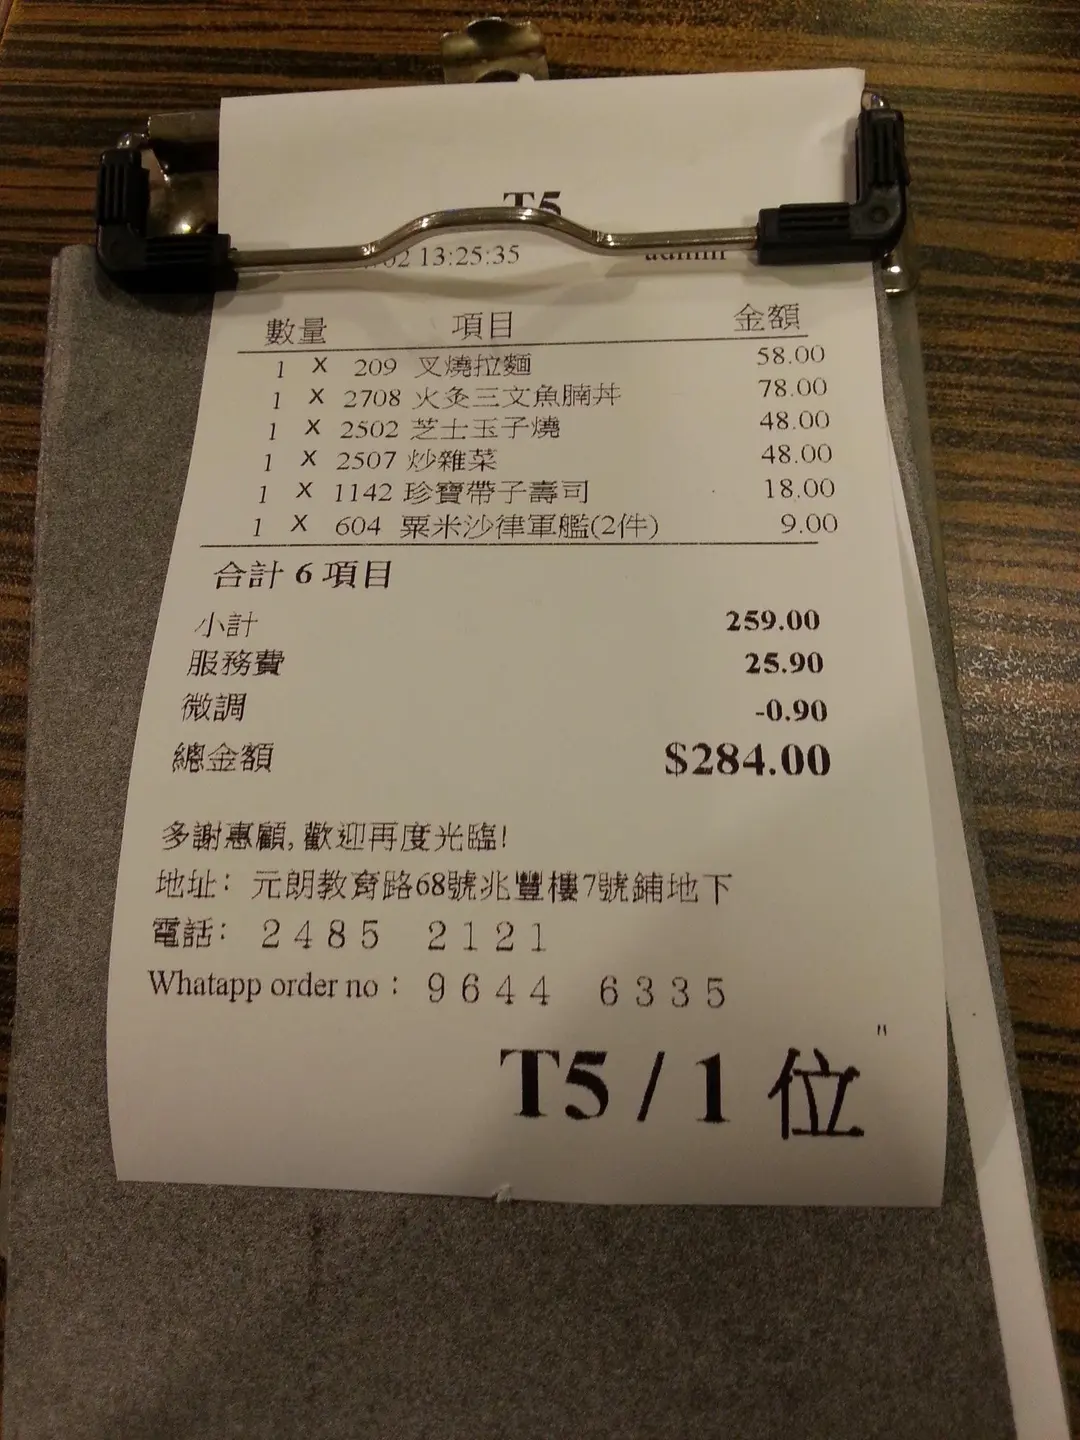 T5
02 13:25:35 admin
數量 項目 金額
1 X 209 叉燒拉麵 58.00
1 X 2708 火炙三文魚腩丼 78.00
1 X 2502 芝士玉子燒 48.00
1 X 2507 炒雜菜 48.00
1 X 1142 珍寶帶子壽司 18.00
1 X 604 粟米沙律軍艦(2件) 9.00
合計 6 項目
小計 259.00
服務費 25.90
微調 -0.90
總金額 $284.00
多謝惠顧, 歡迎再度光臨!
地址: 元朗教育路68號兆豐樓7號鋪地下
電話: 2485 2121
Whatapp order no: 9644 6335
"
T5 / 1 位